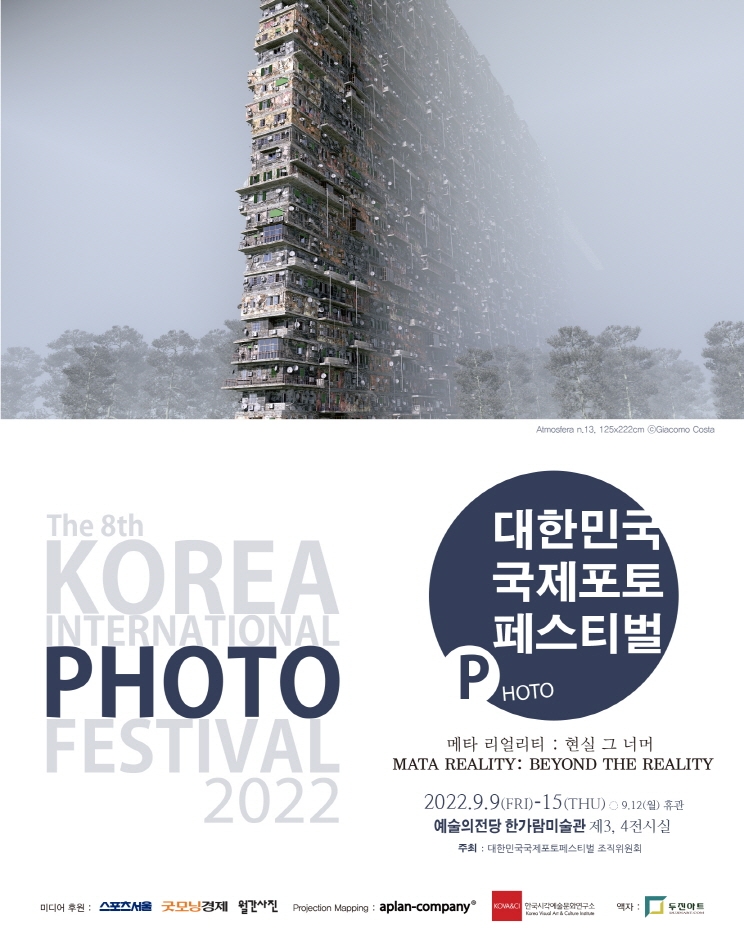 Atmosfera n.13, 125x222cm ⓒGiacomo Costa
The 8th
KOREA
INTERNATIONAL
PHOTO
FESTIVAL
2022
대한민국
국제포토
페스티벌
P HOTO
메타 리얼리티 : 현실 그 너머
MATA REALITY: BEYOND THE REALITY
2022.9.9(FRI)-15(THU) ◌ 9.12(월) 휴관
예술의전당 한가람미술관 제3, 4전시실
주최 : 대한민국국제포토페스티벌 조직위원회
미디어 후원 : 스포츠서울 굿모닝경제 월간사진 Projection Mapping : aplan-company® KOVA&CI 한국시각예술문화연구소 Korea Visual Art & Culture Institute 액자 : 두진아트